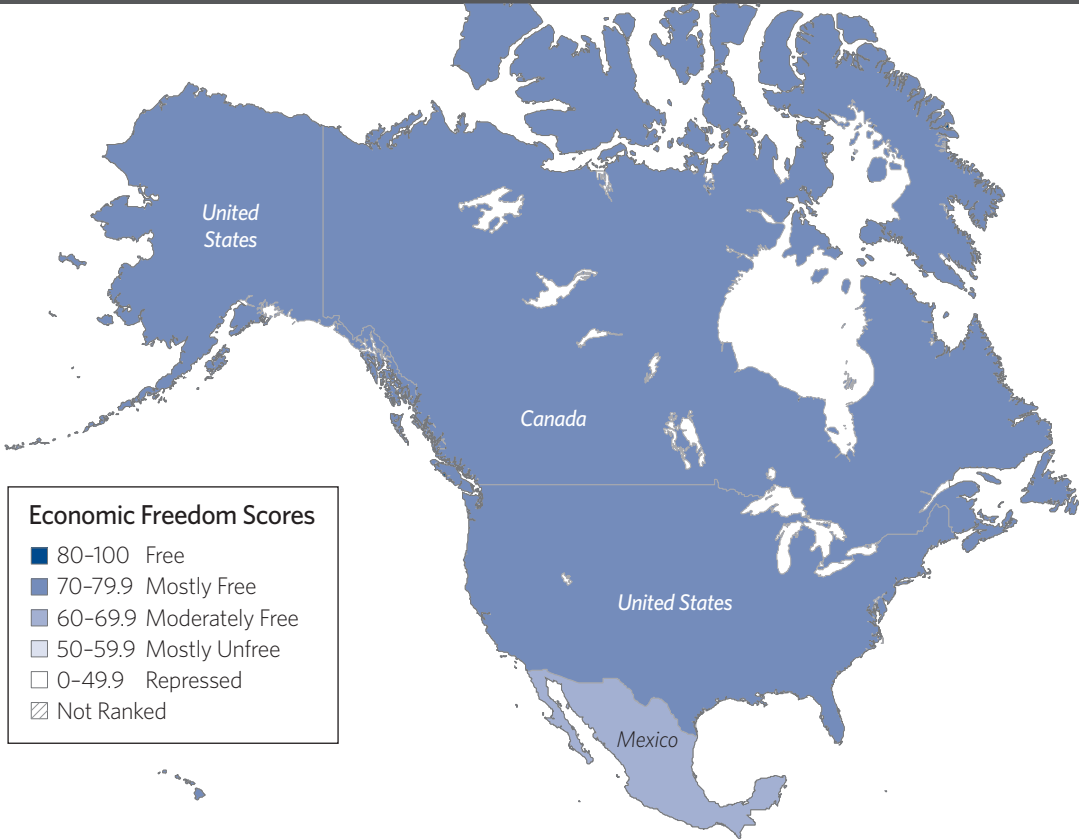 United
States
Canada
United States
Mexico
Economic Freedom Scores
80–100 Free
70–79.9 Mostly Free
60–69.9 Moderately Free
50–59.9 Mostly Unfree
0–49.9 Repressed
Not Ranked